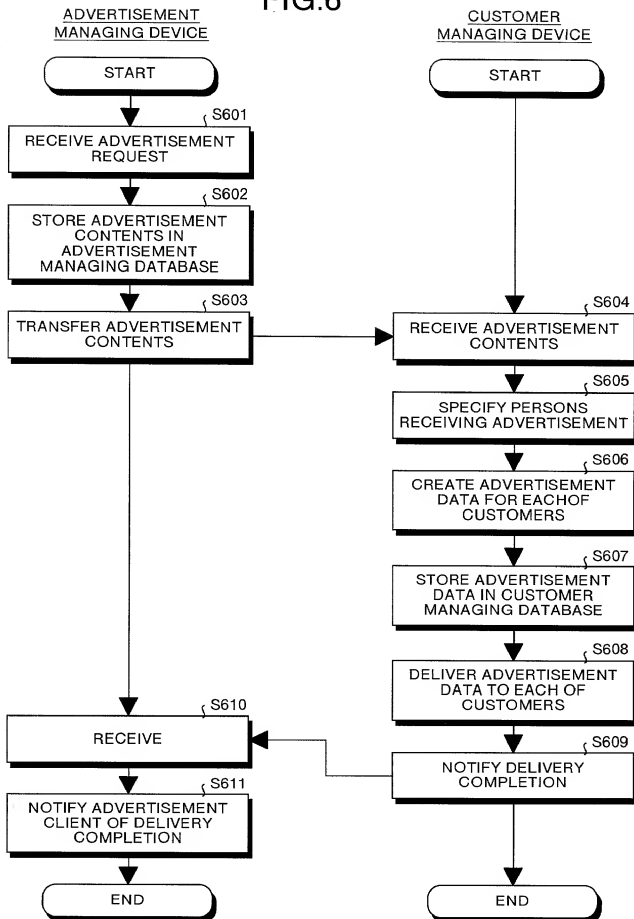 FIG.6
ADVERTISEMENT
MANAGING DEVICE
START
S601
RECEIVE ADVERTISEMENT
REQUEST
S602
STORE ADVERTISEMENT
CONTENTS IN
ADVERTISEMENT
MANAGING DATABASE
S603
TRANSFER ADVERTISEMENT
CONTENTS
S610
RECEIVE
S611
NOTIFY ADVERTISEMENT
CLIENT OF DELIVERY
COMPLETION
END
CUSTOMER
MANAGING DEVICE
START
S604
RECEIVE ADVERTISEMENT
CONTENTS
S605
SPECIFY PERSONS
RECEIVING ADVERTISEMENT
S606
CREATE ADVERTISEMENT
DATA FOR EACHOF
CUSTOMERS
S607
STORE ADVERTISEMENT
DATA IN CUSTOMER
MANAGING DATABASE
S608
DELIVER ADVERTISEMENT
DATA TO EACH OF
CUSTOMERS
S609
NOTIFY DELIVERY
COMPLETION
END